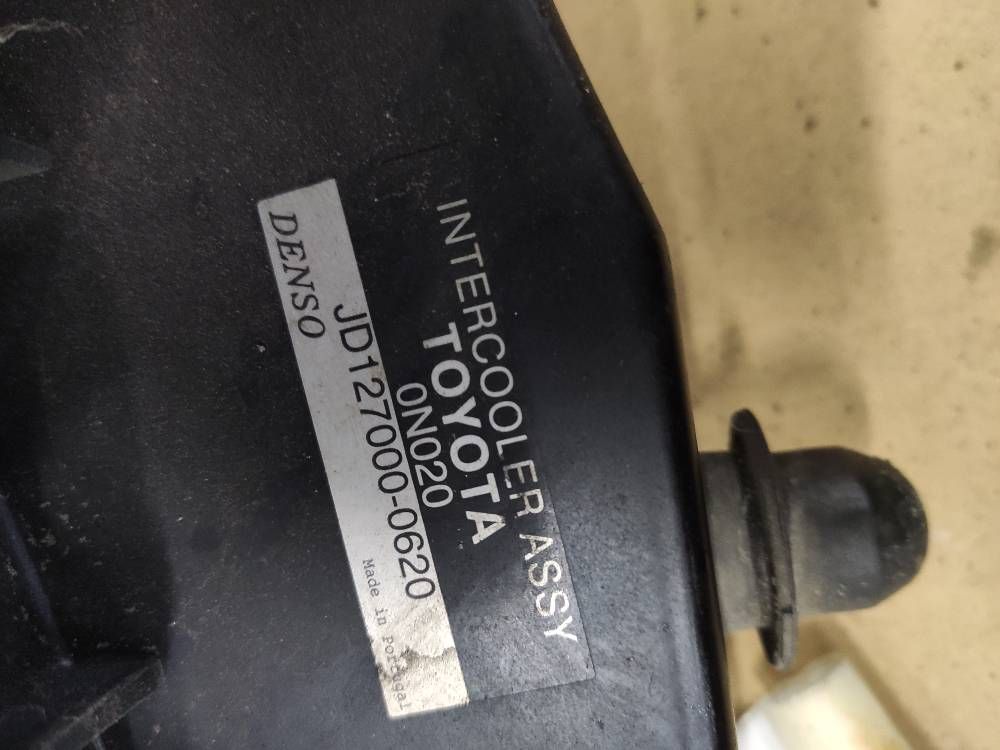 INTERCOOLER ASSY
TOYOTA
0N020
JD127000-0620
DENSO
Made in Portugal